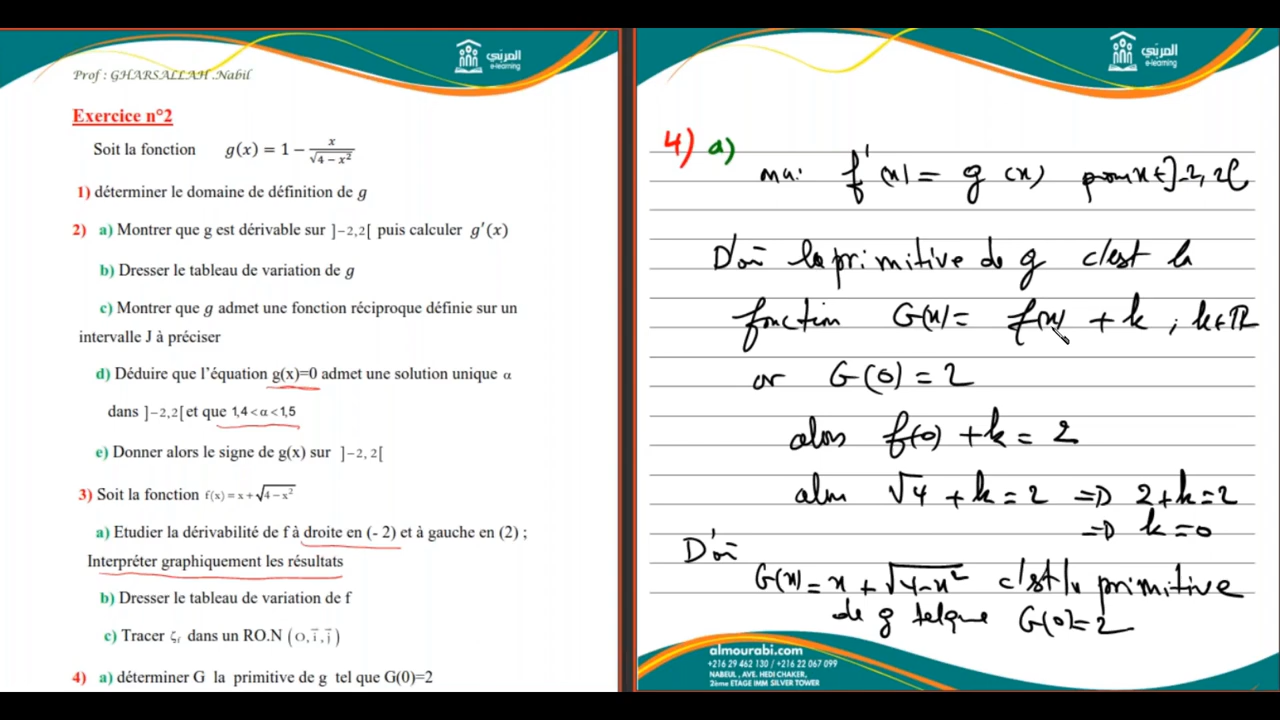 المربي
e-learning
Prof : GHARSALLAH .Nabil
Exercice n°2
Soit la fonction g(x) = 1 − x / √(4 − x²)
1) déterminer le domaine de définition de g
2) a) Montrer que g est dérivable sur ]−2,2[ puis calculer g'(x)
b) Dresser le tableau de variation de g
c) Montrer que g admet une fonction réciproque définie sur un
intervalle J à préciser
d) Déduire que l'équation g(x)=0 admet une solution unique α
dans ]−2,2[ et que 1,4 < α < 1,5
e) Donner alors le signe de g(x) sur ]−2, 2[
3) Soit la fonction f(x) = x + √(4 − x²)
a) Etudier la dérivabilité de f à droite en (- 2) et à gauche en (2) ;
Interpréter graphiquement les résultats
b) Dresser le tableau de variation de f
c) Tracer ζf dans un RO.N (O, i⃗, j⃗)
4) a) déterminer G la primitive de g tel que G(0)=2
المربي
e-learning
4) a)
f'(x) = g(x) pour x ∈ ]-2, 2[
D'où la primitive de g c'est la
fonction G(x) = f(x) + k ; k ∈ ℝ
or G(0) = 2
alors f(0) + k = 2
alors √4 + k = 2 => 2 + k = 2
=> k = 0
D'où
G(x) = x + √(4-x²) c'est la primitive
de g tel que G(0) = 2
almourabi.com
+216 29 462 130 / +216 22 067 099
NABEUL , AVE. HEDI CHAKER,
2ème ETAGE IMM SILVER TOWER